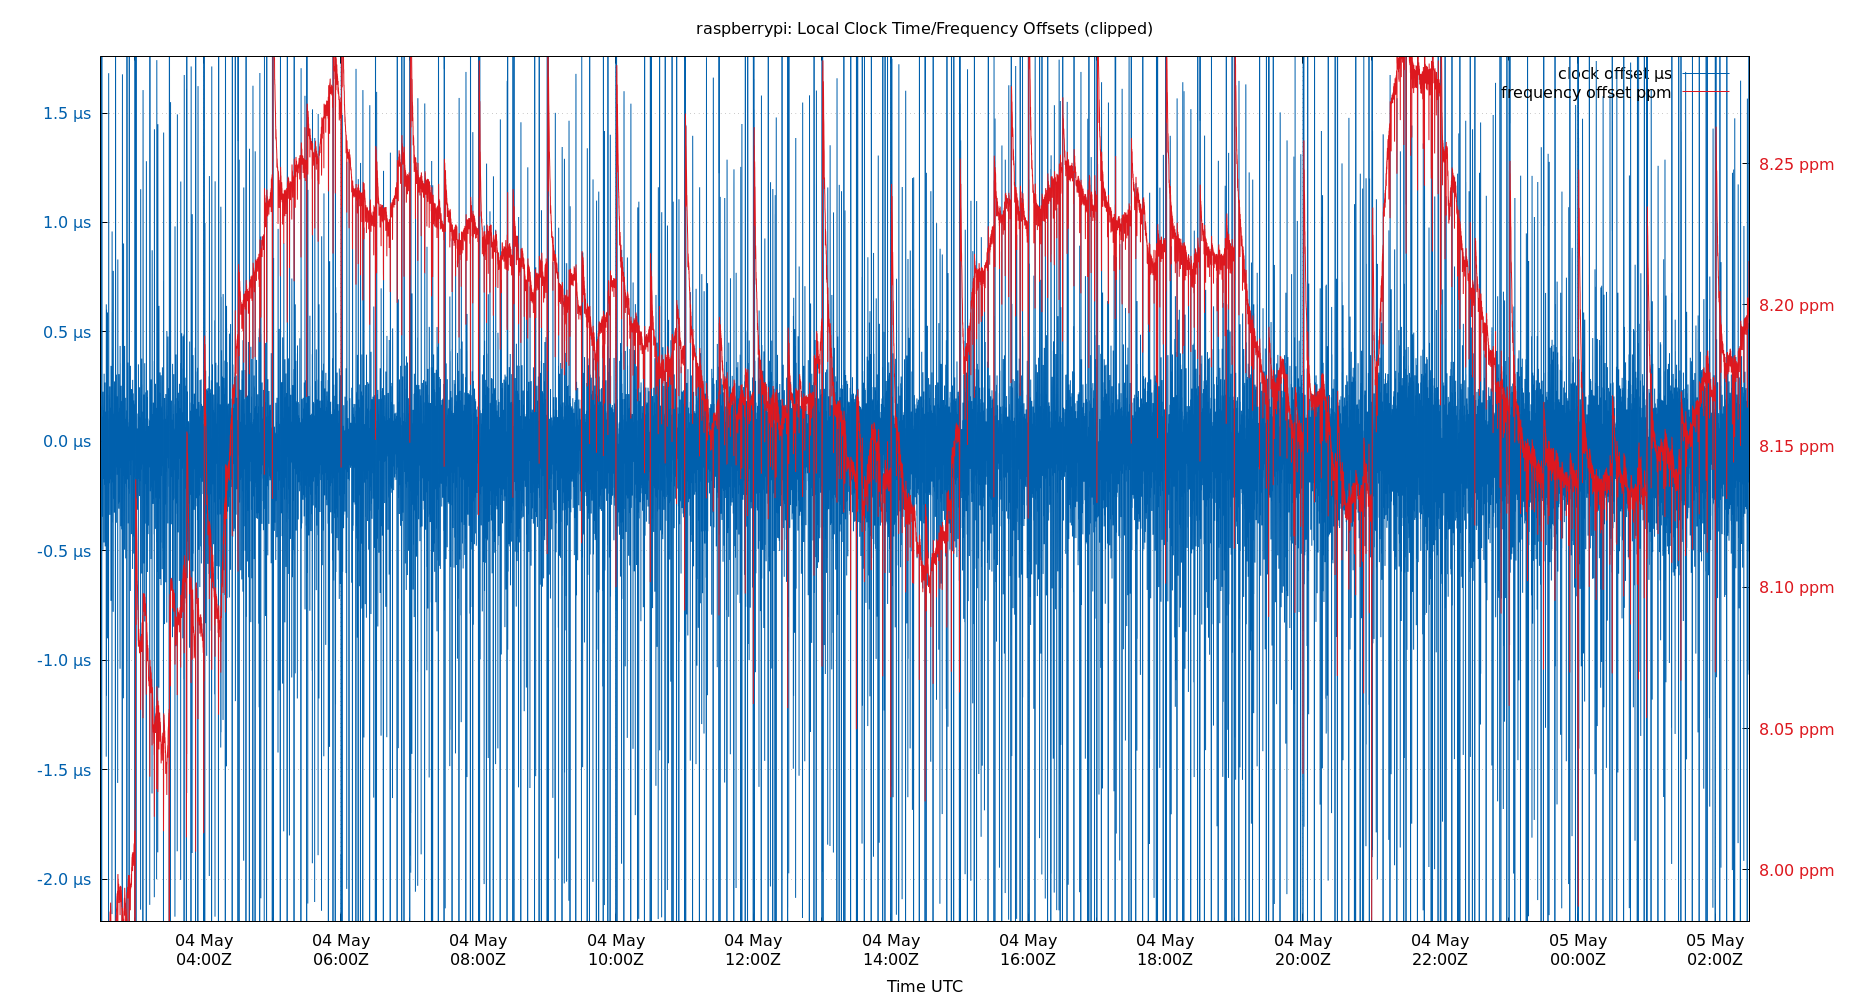 raspberrypi: Local Clock Time/Frequency Offsets (clipped)
clock offset µs
frequency offset ppm
1.5 µs
1.0 µs
0.5 µs
0.0 µs
-0.5 µs
-1.0 µs
-1.5 µs
-2.0 µs
8.25 ppm
8.20 ppm
8.15 ppm
8.10 ppm
8.05 ppm
8.00 ppm
04 May 04 May 04 May 04 May 04 May 04 May 04 May 04 May 04 May 04 May 05 May 05 May
04:00Z 06:00Z 08:00Z 10:00Z 12:00Z 14:00Z 16:00Z 18:00Z 20:00Z 22:00Z 00:00Z 02:00Z
Time UTC